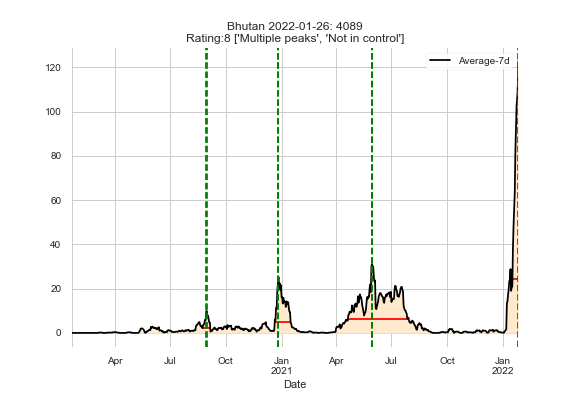 Bhutan 2022-01-26: 4089
Rating:8 ['Multiple peaks', 'Not in control']
Average-7d
120
100
80
60
40
20
0
Apr
Jul
Oct
Jan
2021
Apr
Jul
Oct
Jan
2022
Date